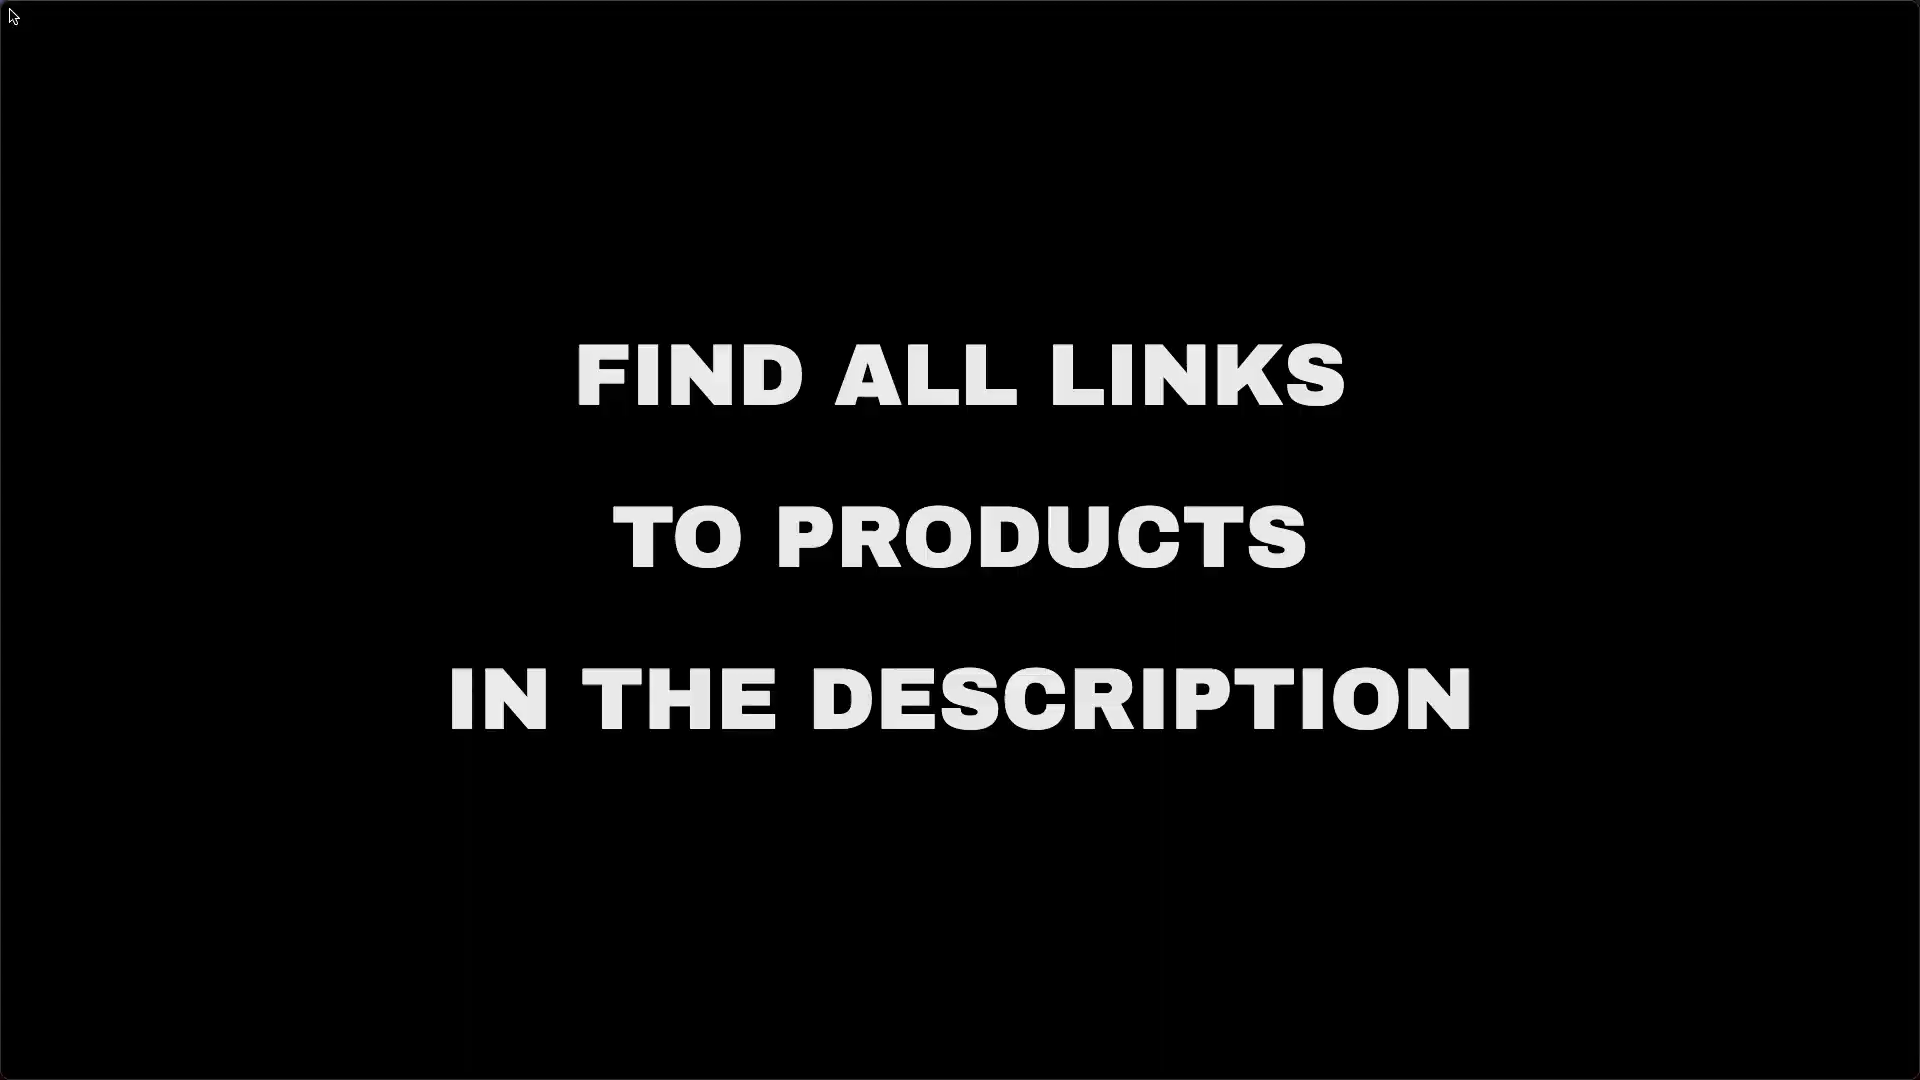 FIND ALL LINKS
TO PRODUCTS
IN THE DESCRIPTION